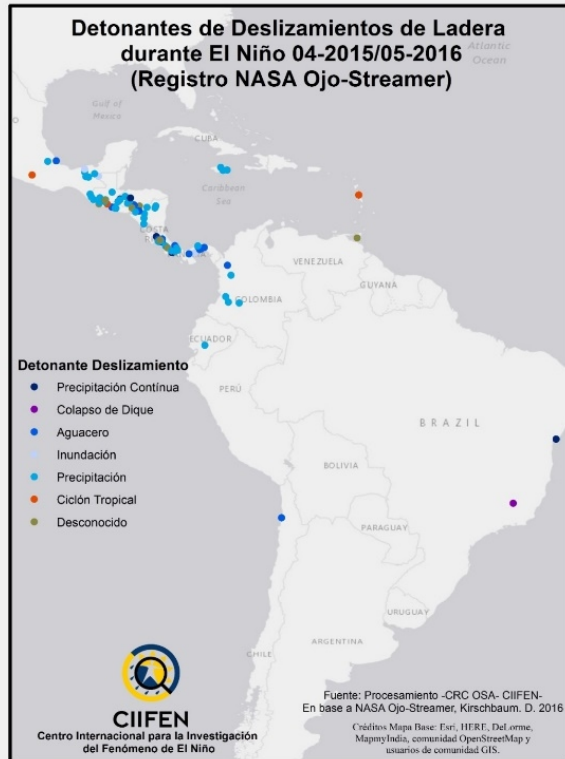 Detonantes de Deslizamientos de Ladera
durante El Niño 04-2015/05-2016
(Registro NASA Ojo-Streamer)
Atlantic
Ocean
Gulf of
Mexico
CUBA
Caribbean
Sea
COSTA
VENEZUELA
GUYANA
COLOMBIA
ECUADOR
PERÚ
BRAZIL
BOLIVIA
PARAGUAY
URUGUAY
ARGENTINA
CHILE
Detonante Deslizamiento
Precipitación Contínua
Colapso de Dique
Aguacero
Inundación
Precipitación
Ciclón Tropical
Desconocido
CIIFEN
Centro Internacional para la Investigación
del Fenómeno de El Niño
Fuente: Procesamiento -CRC OSA- CIIFEN-
En base a NASA Ojo-Streamer, Kirschbaum. D. 2016
Créditos Mapa Base: Esri, HERE, DeLorme,
MapmyIndia, comunidad OpenStreetMap y
usuarios de comunidad GIS.